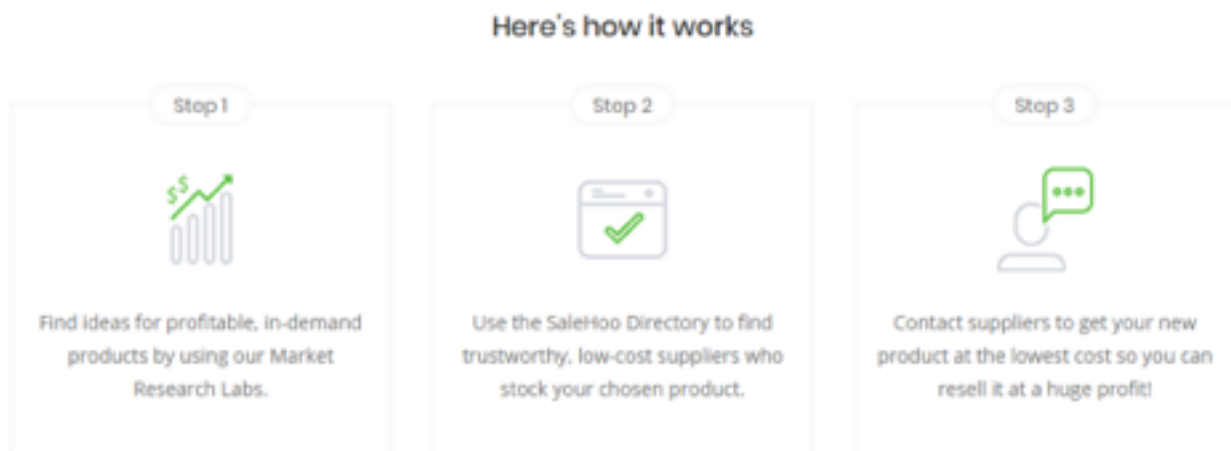 Here's how it works
Step 1
Find ideas for profitable, in-demand
products by using our Market
Research Labs.
Step 2
Use the SaleHoo Directory to find
trustworthy, low-cost suppliers who
stock your chosen product.
Step 3
Contact suppliers to get your new
product at the lowest cost so you can
resell it at a huge profit!